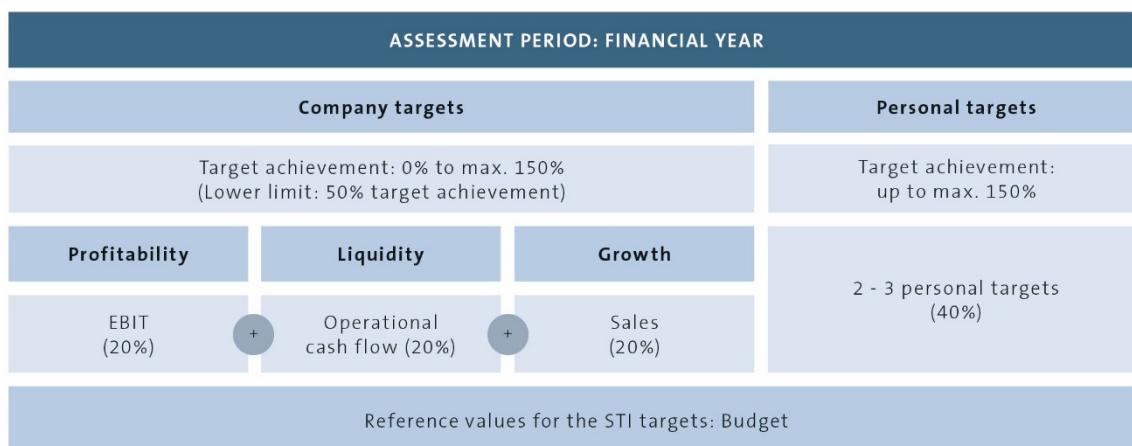 ASSESSMENT PERIOD: FINANCIAL YEAR
Company targets
Target achievement: 0% to max. 150%
(Lower limit: 50% target achievement)
Personal targets
Target achievement:
up to max. 150%
Profitability
EBIT
(20%)
+
Liquidity
Operational
cash flow (20%)
+
Growth
Sales
(20%)
2 - 3 personal targets
(40%)
Reference values for the STI targets: Budget